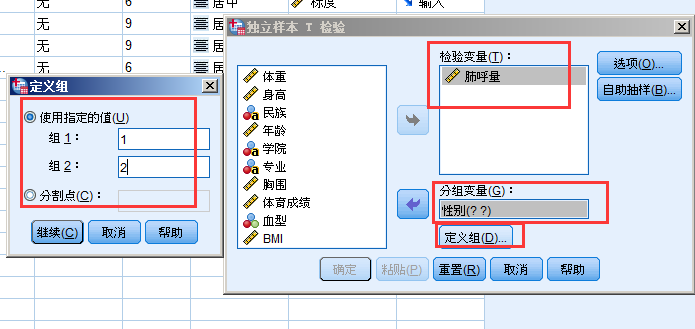 无 6 居中 标度 输入
无 9 居
无 9
无 6
独立样本 T 检验
体重
身高
民族
年龄
学院
专业
胸围
体育成绩
血型
BMI
检验变量(T)：
肺呼量
选项(O)...
自助抽样(B)...
分组变量(G)：
性别(? ?)
定义组(D)...
确定 粘贴(P) 重置(R) 取消 帮助
定义组
使用指定的值(U)
组 1： 1
组 2： 2
分割点(C)：
继续(C) 取消 帮助